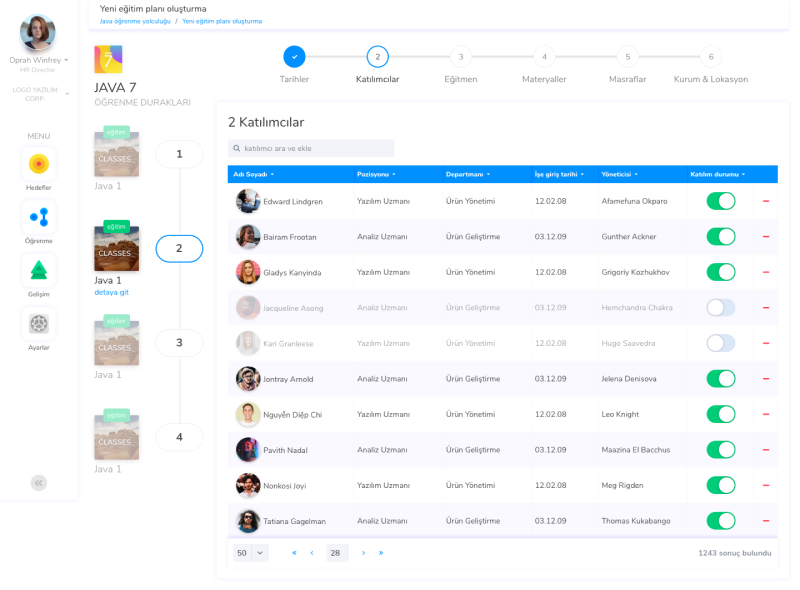 Yeni eğitim planı oluşturma
Java öğrenme yolculuğu / Yeni eğitim planı oluşturma
Oprah Winfrey
HR Director
LOGO YAZILIM
CORP.
MENU
Hedefler
Öğrenme
Gelişim
Ayarlar
7
JAVA 7
ÖĞRENME DURAKLARI
eğitim
CLASSES
Java 1
1
eğitim
CLASSES
Java 1
detaya git
2
eğitim
CLASSES
Java 1
3
eğitim
CLASSES
Java 1
4
2 3 4 5 6
Tarihler Katılımcılar Eğitmen Materyaller Masraflar Kurum & Lokasyon
2 Katılımcılar
katılımcı ara ve ekle
Adı Soyadı Pozisyonu Departmanı İşe giriş tarihi Yöneticisi Katılım durumu
Edward Lindgren Yazılım Uzmanı Ürün Yönetimi 12.02.08 Afamefuna Okparo
Bairam Frootan Analiz Uzmanı Ürün Geliştirme 03.12.09 Gunther Ackner
Gladys Kanyinda Yazılım Uzmanı Ürün Yönetimi 12.02.08 Grigoriy Kozhukhov
Jacqueline Asong Analiz Uzmanı Ürün Geliştirme 03.12.09 Hemchandra Chakra
Kari Granleese Yazılım Uzmanı Ürün Yönetimi 12.02.08 Hugo Saavedra
Jontray Arnold Analiz Uzmanı Ürün Geliştirme 03.12.09 Jelena Denisova
Nguyễn Diệp Chi Yazılım Uzmanı Ürün Yönetimi 12.02.08 Leo Knight
Pavith Nadal Analiz Uzmanı Ürün Geliştirme 03.12.09 Maazina El Bacchus
Nonkosi Joyi Yazılım Uzmanı Ürün Yönetimi 12.02.08 Meg Rigden
Tatiana Gagelman Analiz Uzmanı Ürün Geliştirme 03.12.09 Thomas Kukabango
50 « ‹ 28 › » 1243 sonuç bulundu